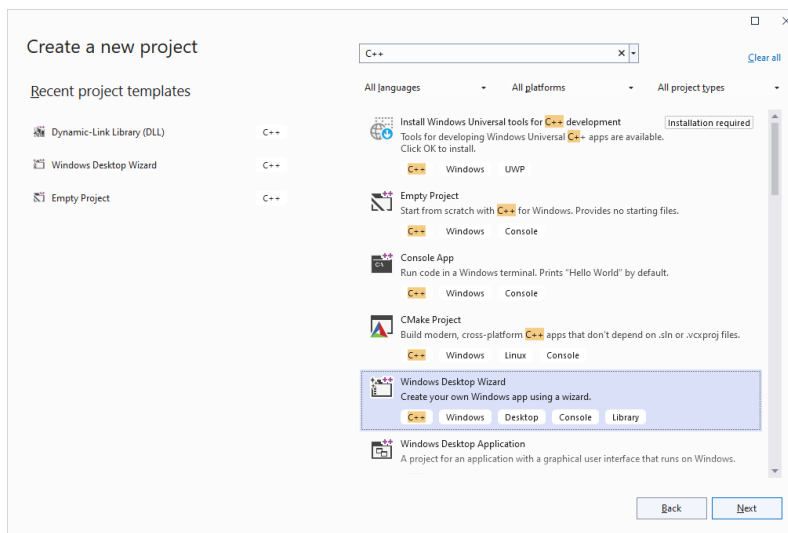 Create a new project
C++
Clear all
Recent project templates
All languages
All platforms
All project types
Dynamic-Link Library (DLL) C++
Windows Desktop Wizard C++
Empty Project C++
Install Windows Universal tools for C++ development
Installation required
Tools for developing Windows Universal C++ apps are available.
Click OK to install.
C++ Windows UWP
Empty Project
Start from scratch with C++ for Windows. Provides no starting files.
C++ Windows Console
Console App
Run code in a Windows terminal. Prints "Hello World" by default.
C++ Windows Console
CMake Project
Build modern, cross-platform C++ apps that don't depend on .sln or .vcxproj files.
C++ Windows Linux Console
Windows Desktop Wizard
Create your own Windows app using a wizard.
C++ Windows Desktop Console Library
Windows Desktop Application
A project for an application with a graphical user interface that runs on Windows.
Back
Next